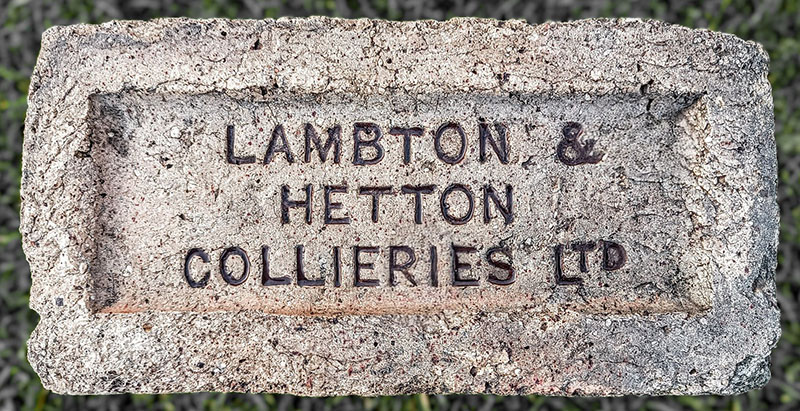 LAMBTON &
HETTON
COLLIERIES LTD